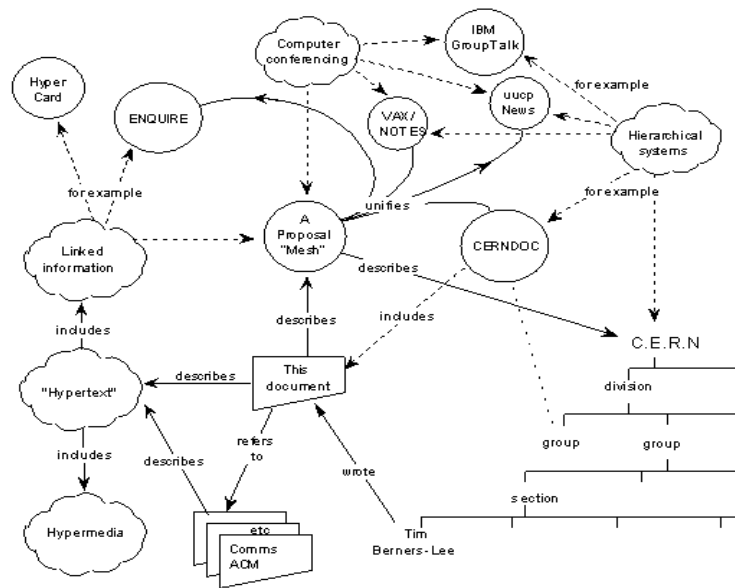 IBM
GroupTalk
Computer
conferencing
Hyper
Card
ENQUIRE
VAX/
NOTES
uucp
News
for example
Hierarchical
systems
for example
unifies
for example
A
Proposal
"Mesh"
CERNDOC
Linked
information
describes
includes
describes
includes
C.E.R.N
This
document
describes
division
"Hypertext"
refers
to
group
group
includes
describes
wrote
section
Hypermedia
etc
Tim
Berners-Lee
Comms
ACM